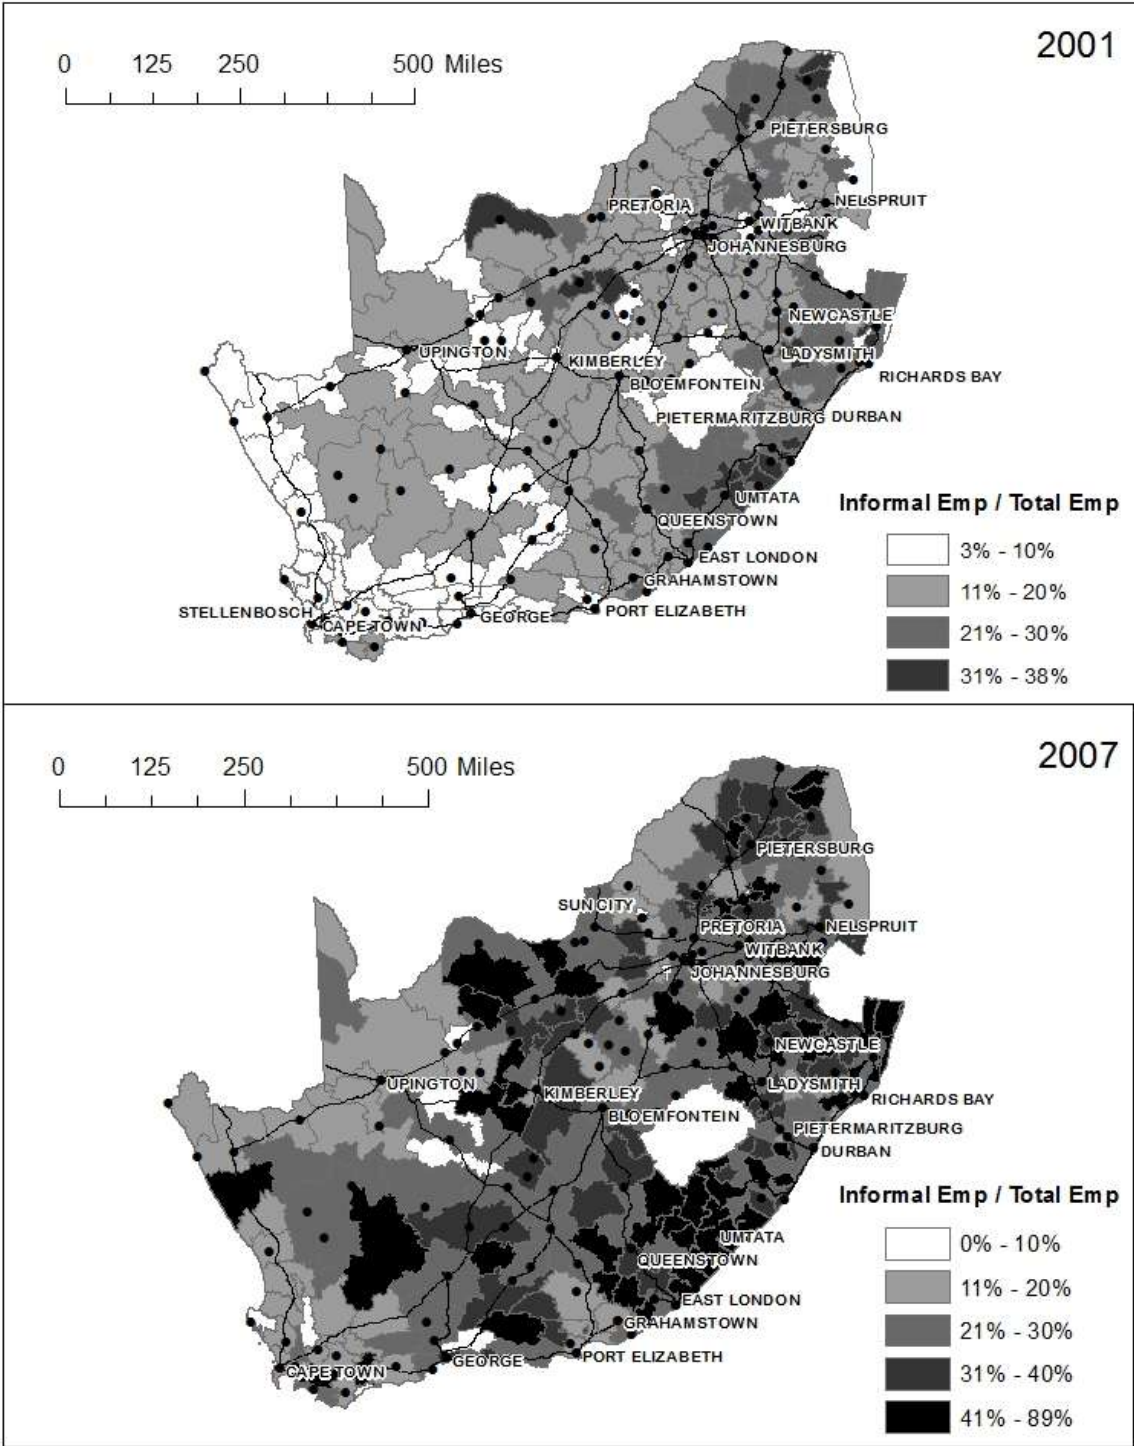 2001
0 125 250 500 Miles
PIETERSBURG
NELSPRUIT
PRETORIA
WITBANK
JOHANNESBURG
NEWCASTLE
UPINGTON
KIMBERLEY
LADYSMITH
RICHARDS BAY
BLOEMFONTEIN
PIETERMARITZBURG DURBAN
UMTATA
QUEENSTOWN
EAST LONDON
GRAHAMSTOWN
STELLENBOSCH
CAPE TOWN
GEORGE
PORT ELIZABETH
Informal Emp / Total Emp
3% - 10%
11% - 20%
21% - 30%
31% - 38%
2007
0 125 250 500 Miles
PIETERSBURG
SUN CITY
PRETORIA
NELSPRUIT
WITBANK
JOHANNESBURG
NEWCASTLE
UPINGTON
KIMBERLEY
LADYSMITH
RICHARDS BAY
BLOEMFONTEIN
PIETERMARITZBURG
DURBAN
UMTATA
QUEENSTOWN
EAST LONDON
GRAHAMSTOWN
CAPE TOWN
GEORGE
PORT ELIZABETH
Informal Emp / Total Emp
0% - 10%
11% - 20%
21% - 30%
31% - 40%
41% - 89%